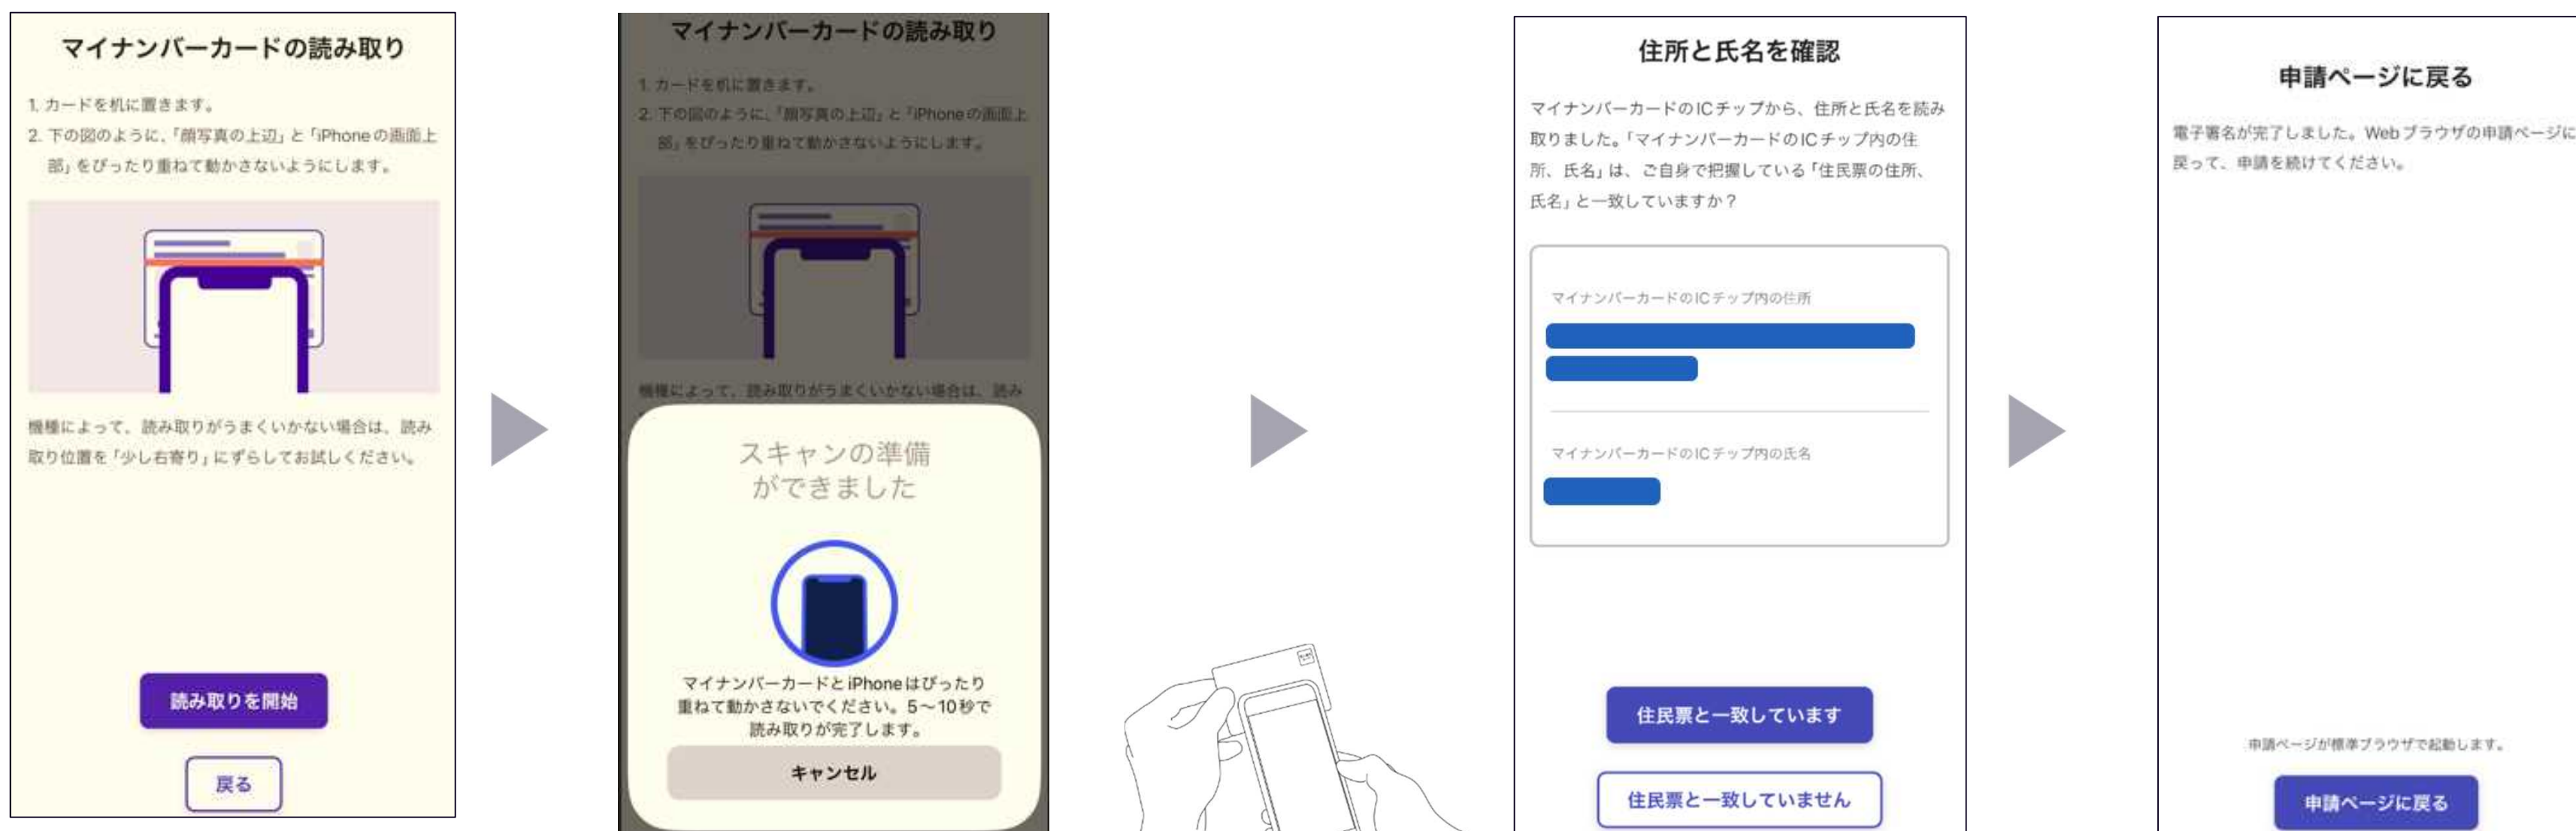 マイナンバーカードの読み取り
1. カードを机に置きます。
2. 下の図のように、「顔写真の上辺」と「iPhoneの画面上
部」をぴったり重ねて動かさないようにします。
機種によって、読み取りがうまくいかない場合は、読み
取り位置を「少し右寄り」にずらしてお試しください。
読み取りを開始
戻る
マイナンバーカードの読み取り
1. カードを机に置きます。
2. 下の図のように、「顔写真の上辺」と「iPhoneの画面上
部」をぴったり重ねて動かさないようにします。
機種によって、読み取りがうまくいかない場合は、読み
スキャンの準備
ができました
マイナンバーカードとiPhoneはぴったり
重ねて動かさないでください。5～10秒で
読み取りが完了します。
キャンセル
住所と氏名を確認
マイナンバーカードのICチップから、住所と氏名を読み
取りました。「マイナンバーカードのICチップ内の住
所、氏名」は、ご自身で把握している「住民票の住所、
氏名」と一致していますか？
マイナンバーカードのICチップ内の住所
マイナンバーカードのICチップ内の氏名
住民票と一致しています
住民票と一致していません
申請ページに戻る
電子署名が完了しました。Webブラウザの申請ページに
戻って、申請を続けてください。
申請ページが標準ブラウザで起動します。
申請ページに戻る